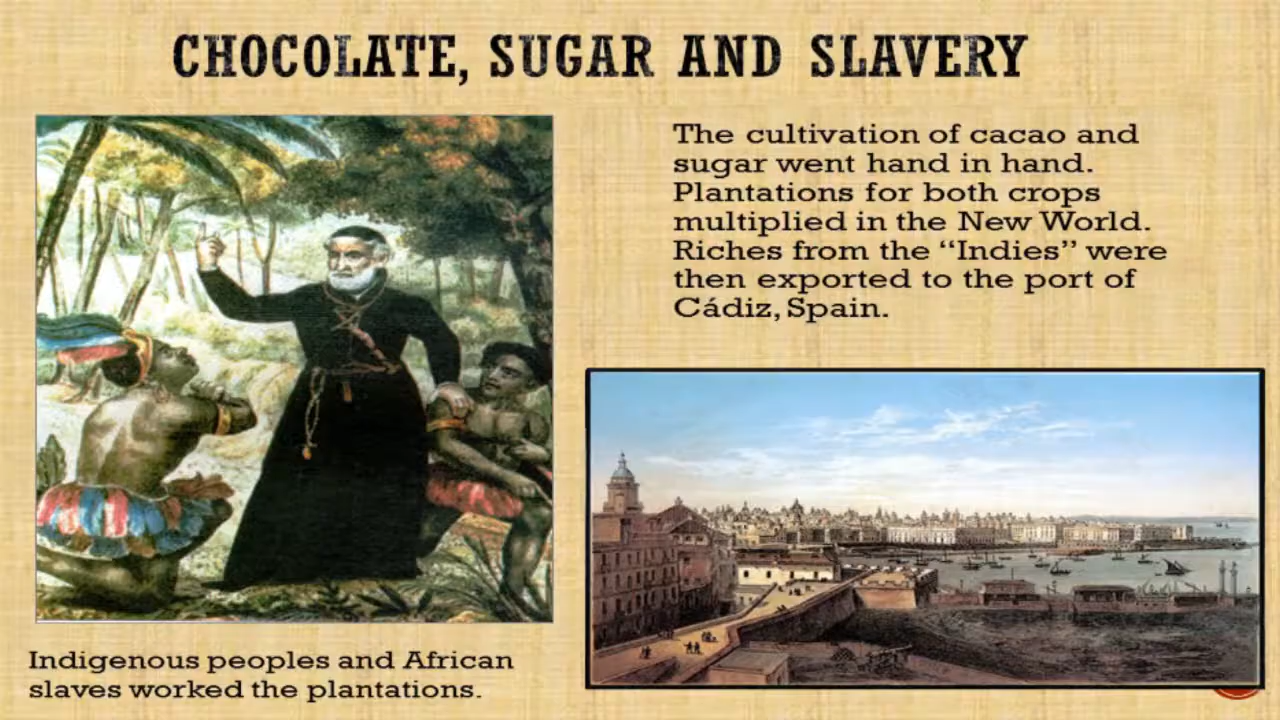 CHOCOLATE, SUGAR AND SLAVERY
The cultivation of cacao and
sugar went hand in hand.
Plantations for both crops
multiplied in the New World.
Riches from the “Indies” were
then exported to the port of
Cádiz, Spain.
Indigenous peoples and African
slaves worked the plantations.